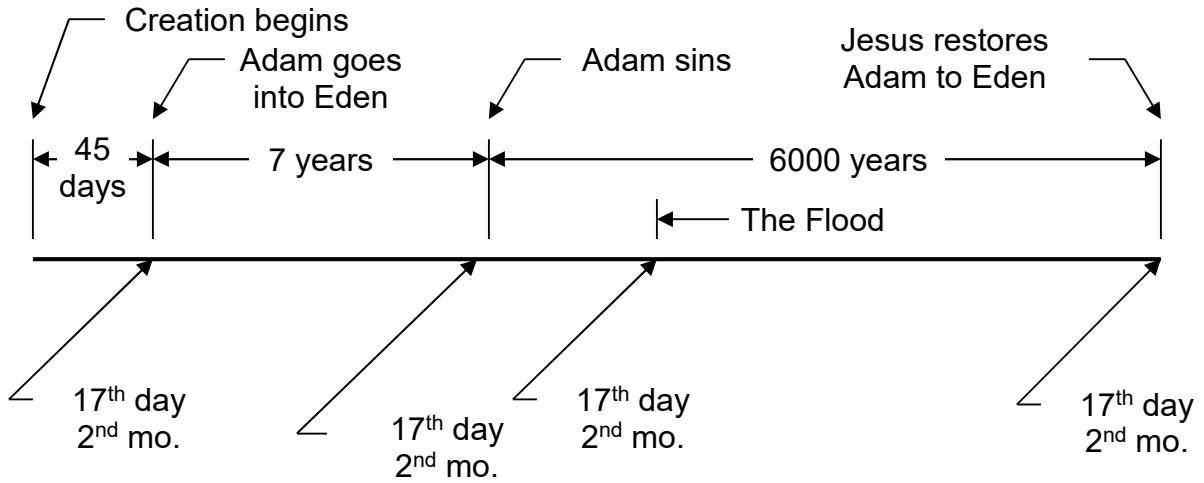 Creation begins
Adam goes
into Eden
Adam sins
Jesus restores
Adam to Eden
45
days
7 years
6000 years
The Flood
17th day
2nd mo.
17th day
2nd mo.
17th day
2nd mo.
17th day
2nd mo.